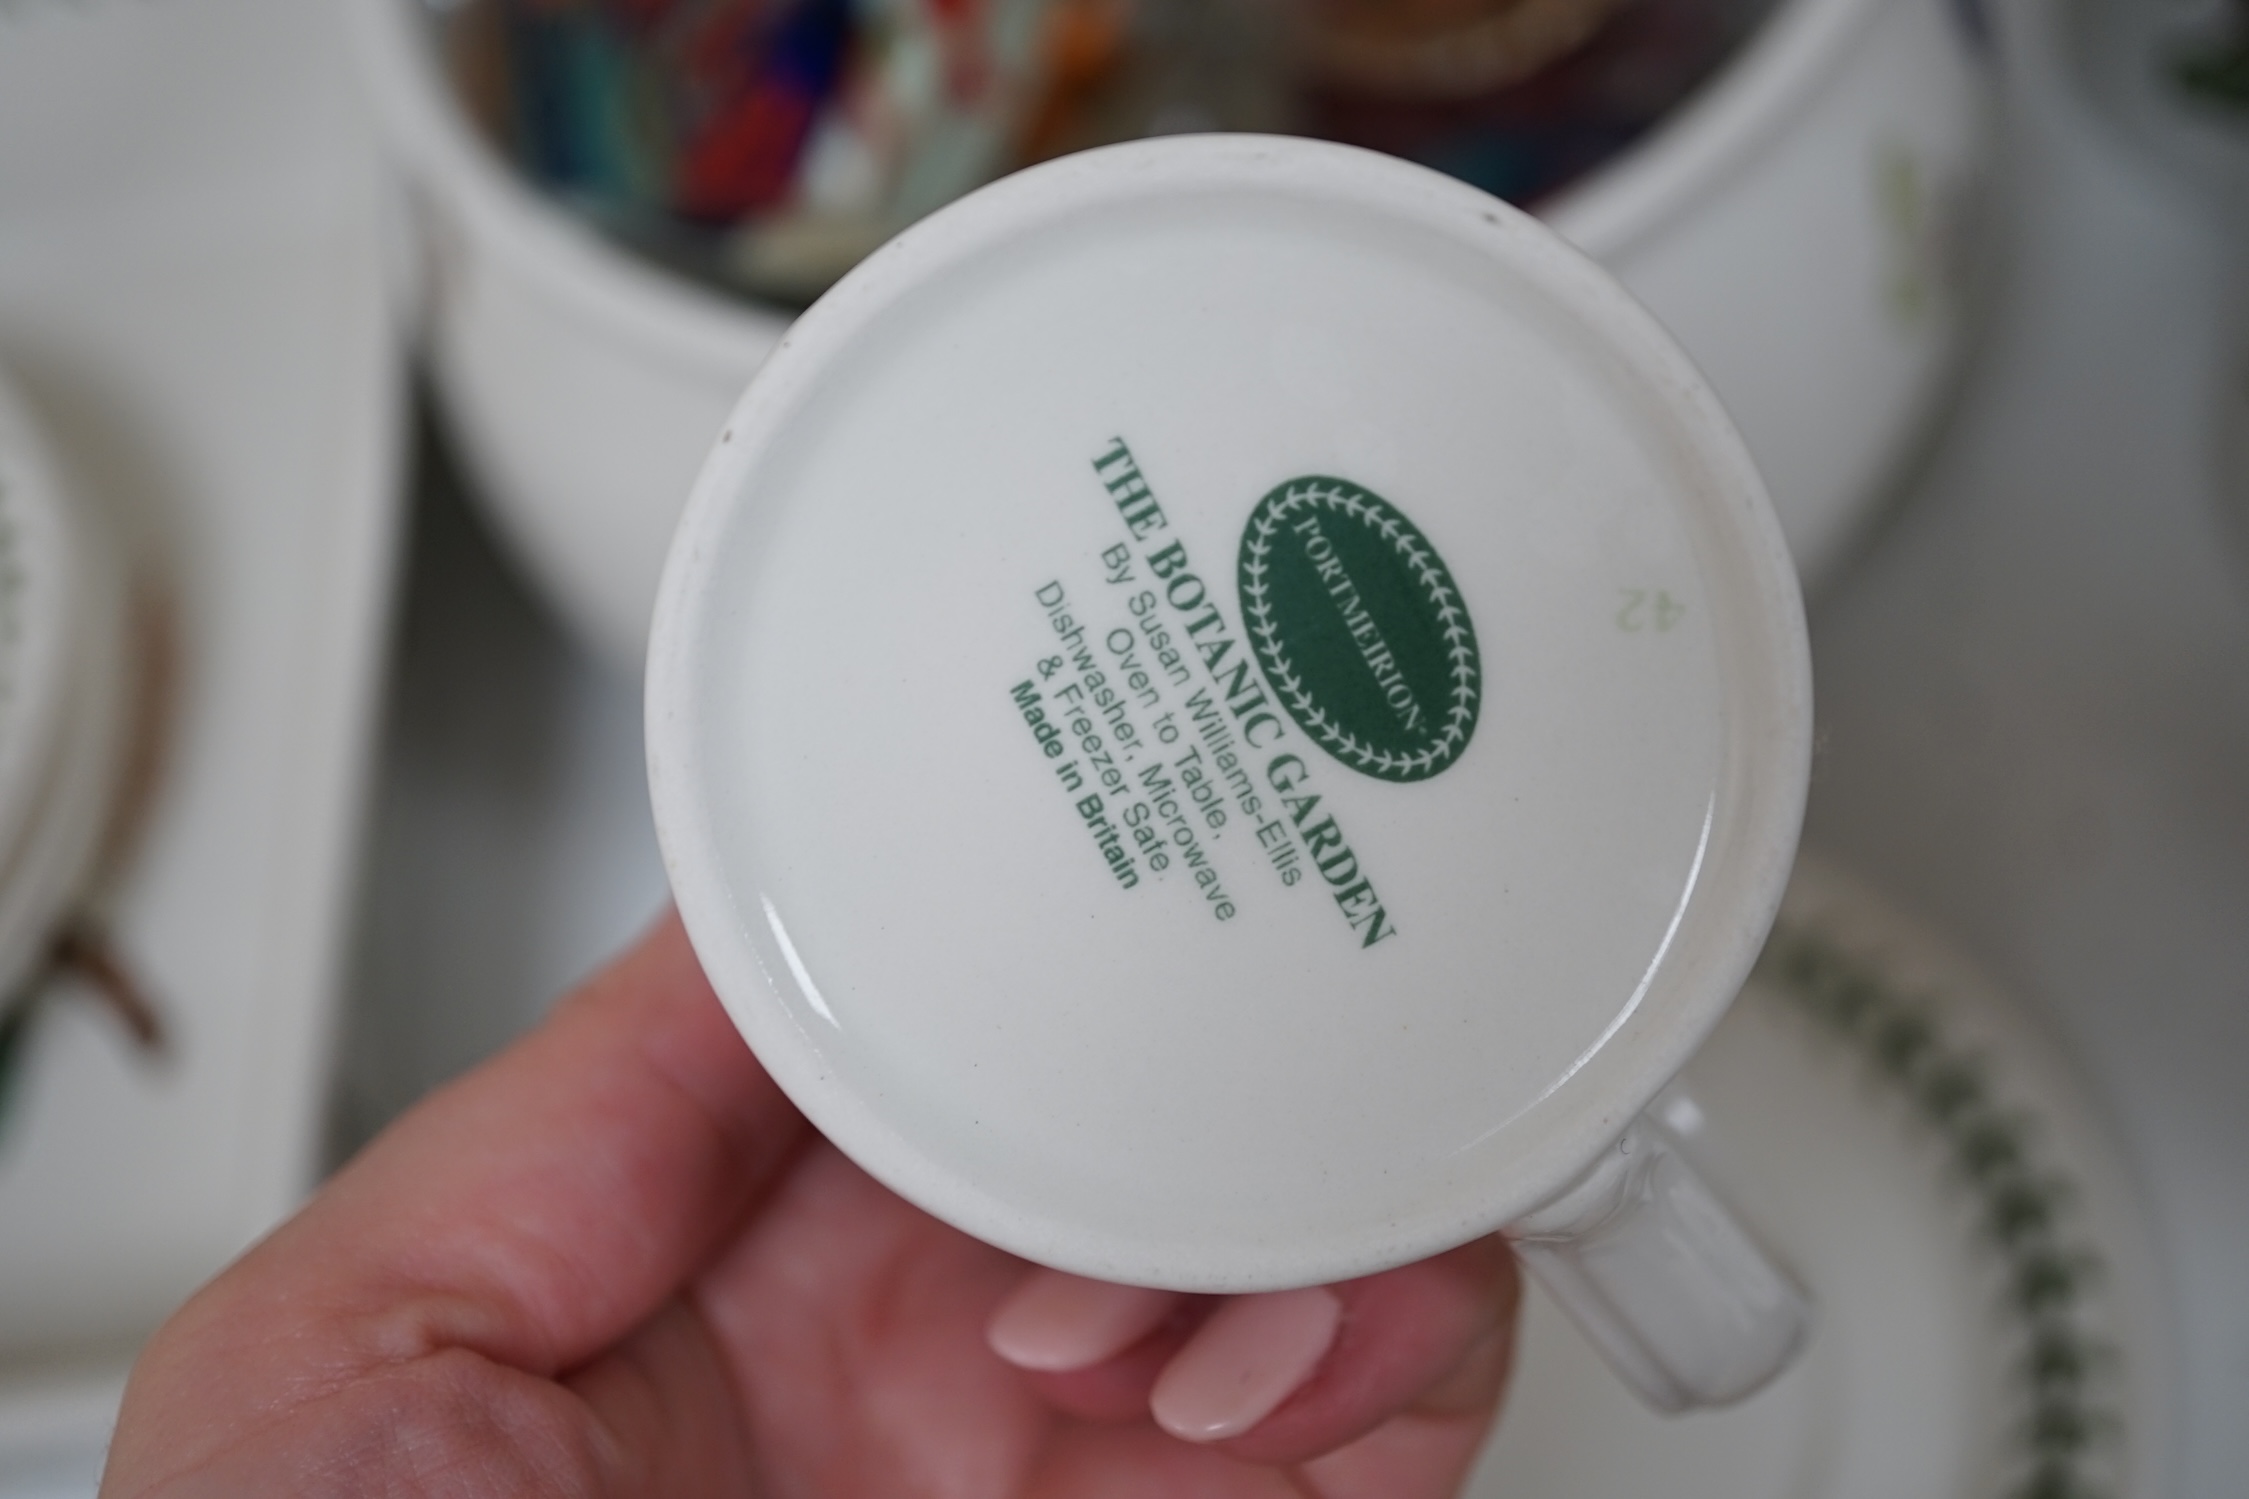 PORTMEIRION
THE BOTANIC GARDEN
By Susan Williams-Ellis
Oven to Table,
Dishwasher, Microwave
& Freezer Safe.
Made in Britain
42